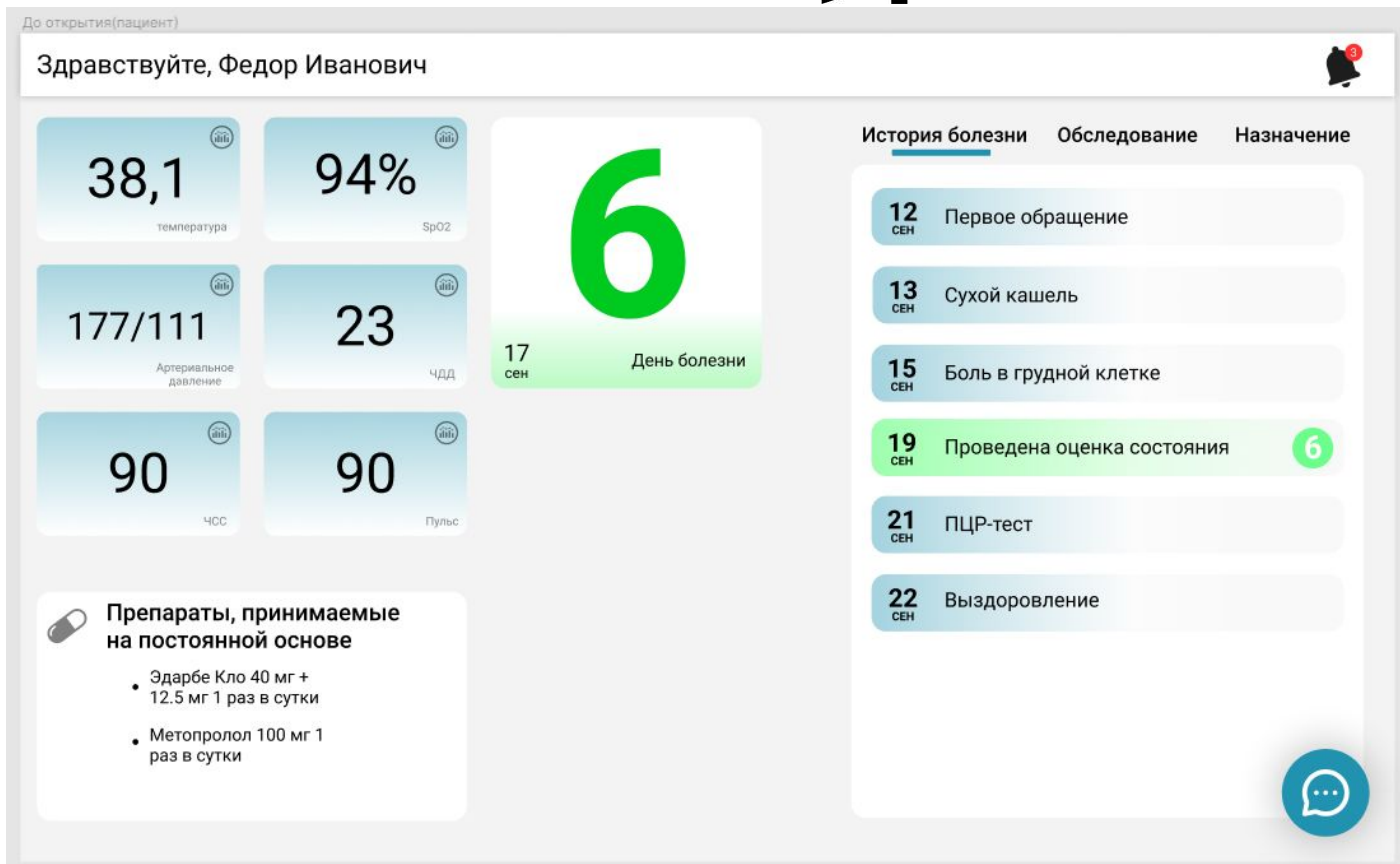 До открытия(пациент)
Здравствуйте, Федор Иванович
3
38,1
температура
94%
SpO2
177/111
Артериальное
давление
23
ЧДД
90
ЧСС
90
Пульс
6
17
сен
День болезни
Препараты, принимаемые
на постоянной основе
Эдарбе Кло 40 мг +
12.5 мг 1 раз в сутки
Метопролол 100 мг 1
раз в сутки
История болезни Обследование Назначение
12
СЕН
Первое обращение
13
СЕН
Сухой кашель
15
СЕН
Боль в грудной клетке
19
СЕН
Проведена оценка состояния
6
21
СЕН
ПЦР-тест
22
СЕН
Выздоровление